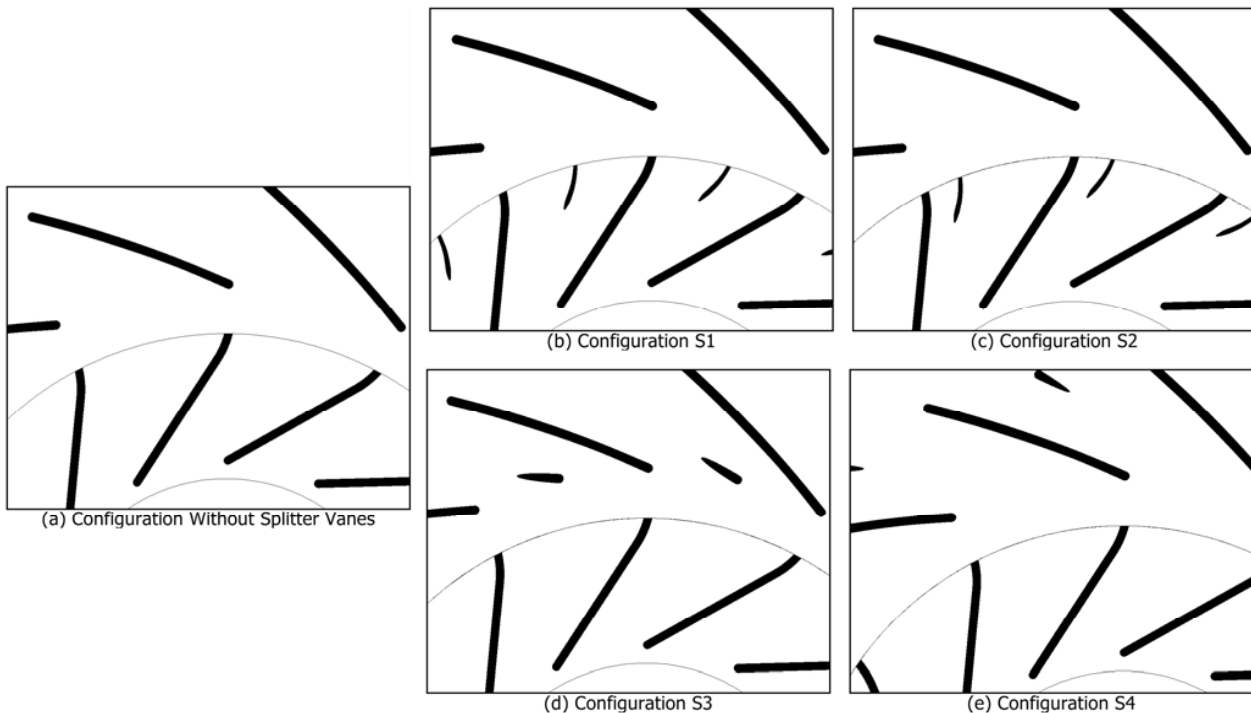 (a) Configuration Without Splitter Vanes
(b) Configuration S1
(c) Configuration S2
(d) Configuration S3
(e) Configuration S4